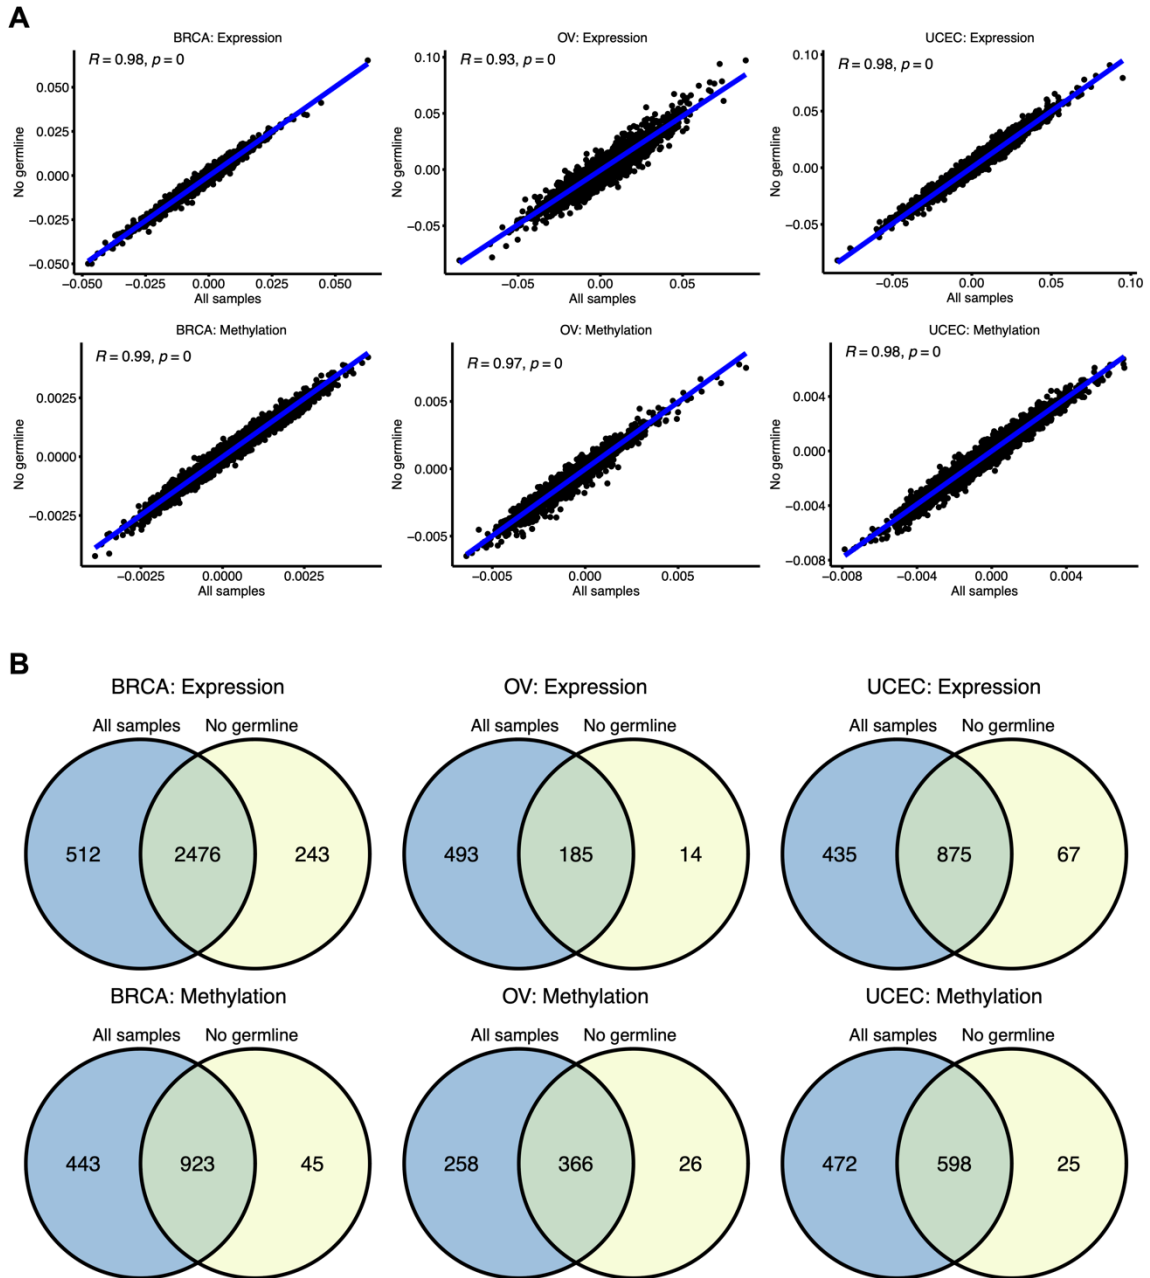 A
BRCA: Expression
R = 0.98, p = 0
No germline
0.050
0.025
0.000
−0.025
−0.050
−0.050 −0.025 0.000 0.025 0.050
All samples
OV: Expression
R = 0.93, p = 0
No germline
0.10
0.05
0.00
−0.05
−0.05 0.00 0.05
All samples
UCEC: Expression
R = 0.98, p = 0
No germline
0.10
0.05
0.00
−0.05
−0.05 0.00 0.05 0.10
All samples
BRCA: Methylation
R = 0.99, p = 0
No germline
0.0025
0.0000
−0.0025
−0.0025 0.0000 0.0025
All samples
OV: Methylation
R = 0.97, p = 0
No germline
0.005
0.000
−0.005
−0.005 0.000 0.005
All samples
UCEC: Methylation
R = 0.98, p = 0
No germline
0.004
0.000
−0.004
−0.008
−0.008 −0.004 0.000 0.004
All samples
B
BRCA: Expression
All samples No germline
512 2476 243
OV: Expression
All samples No germline
493 185 14
UCEC: Expression
All samples No germline
435 875 67
BRCA: Methylation
All samples No germline
443 923 45
OV: Methylation
All samples No germline
258 366 26
UCEC: Methylation
All samples No germline
472 598 25